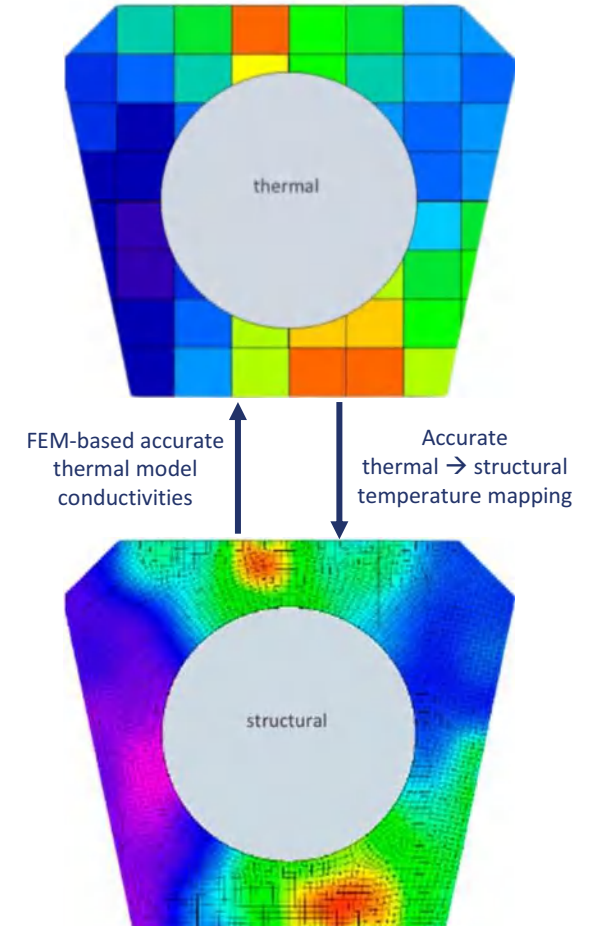 thermal
FEM-based accurate
thermal model
conductivities
Accurate
thermal → structural
temperature mapping
structural